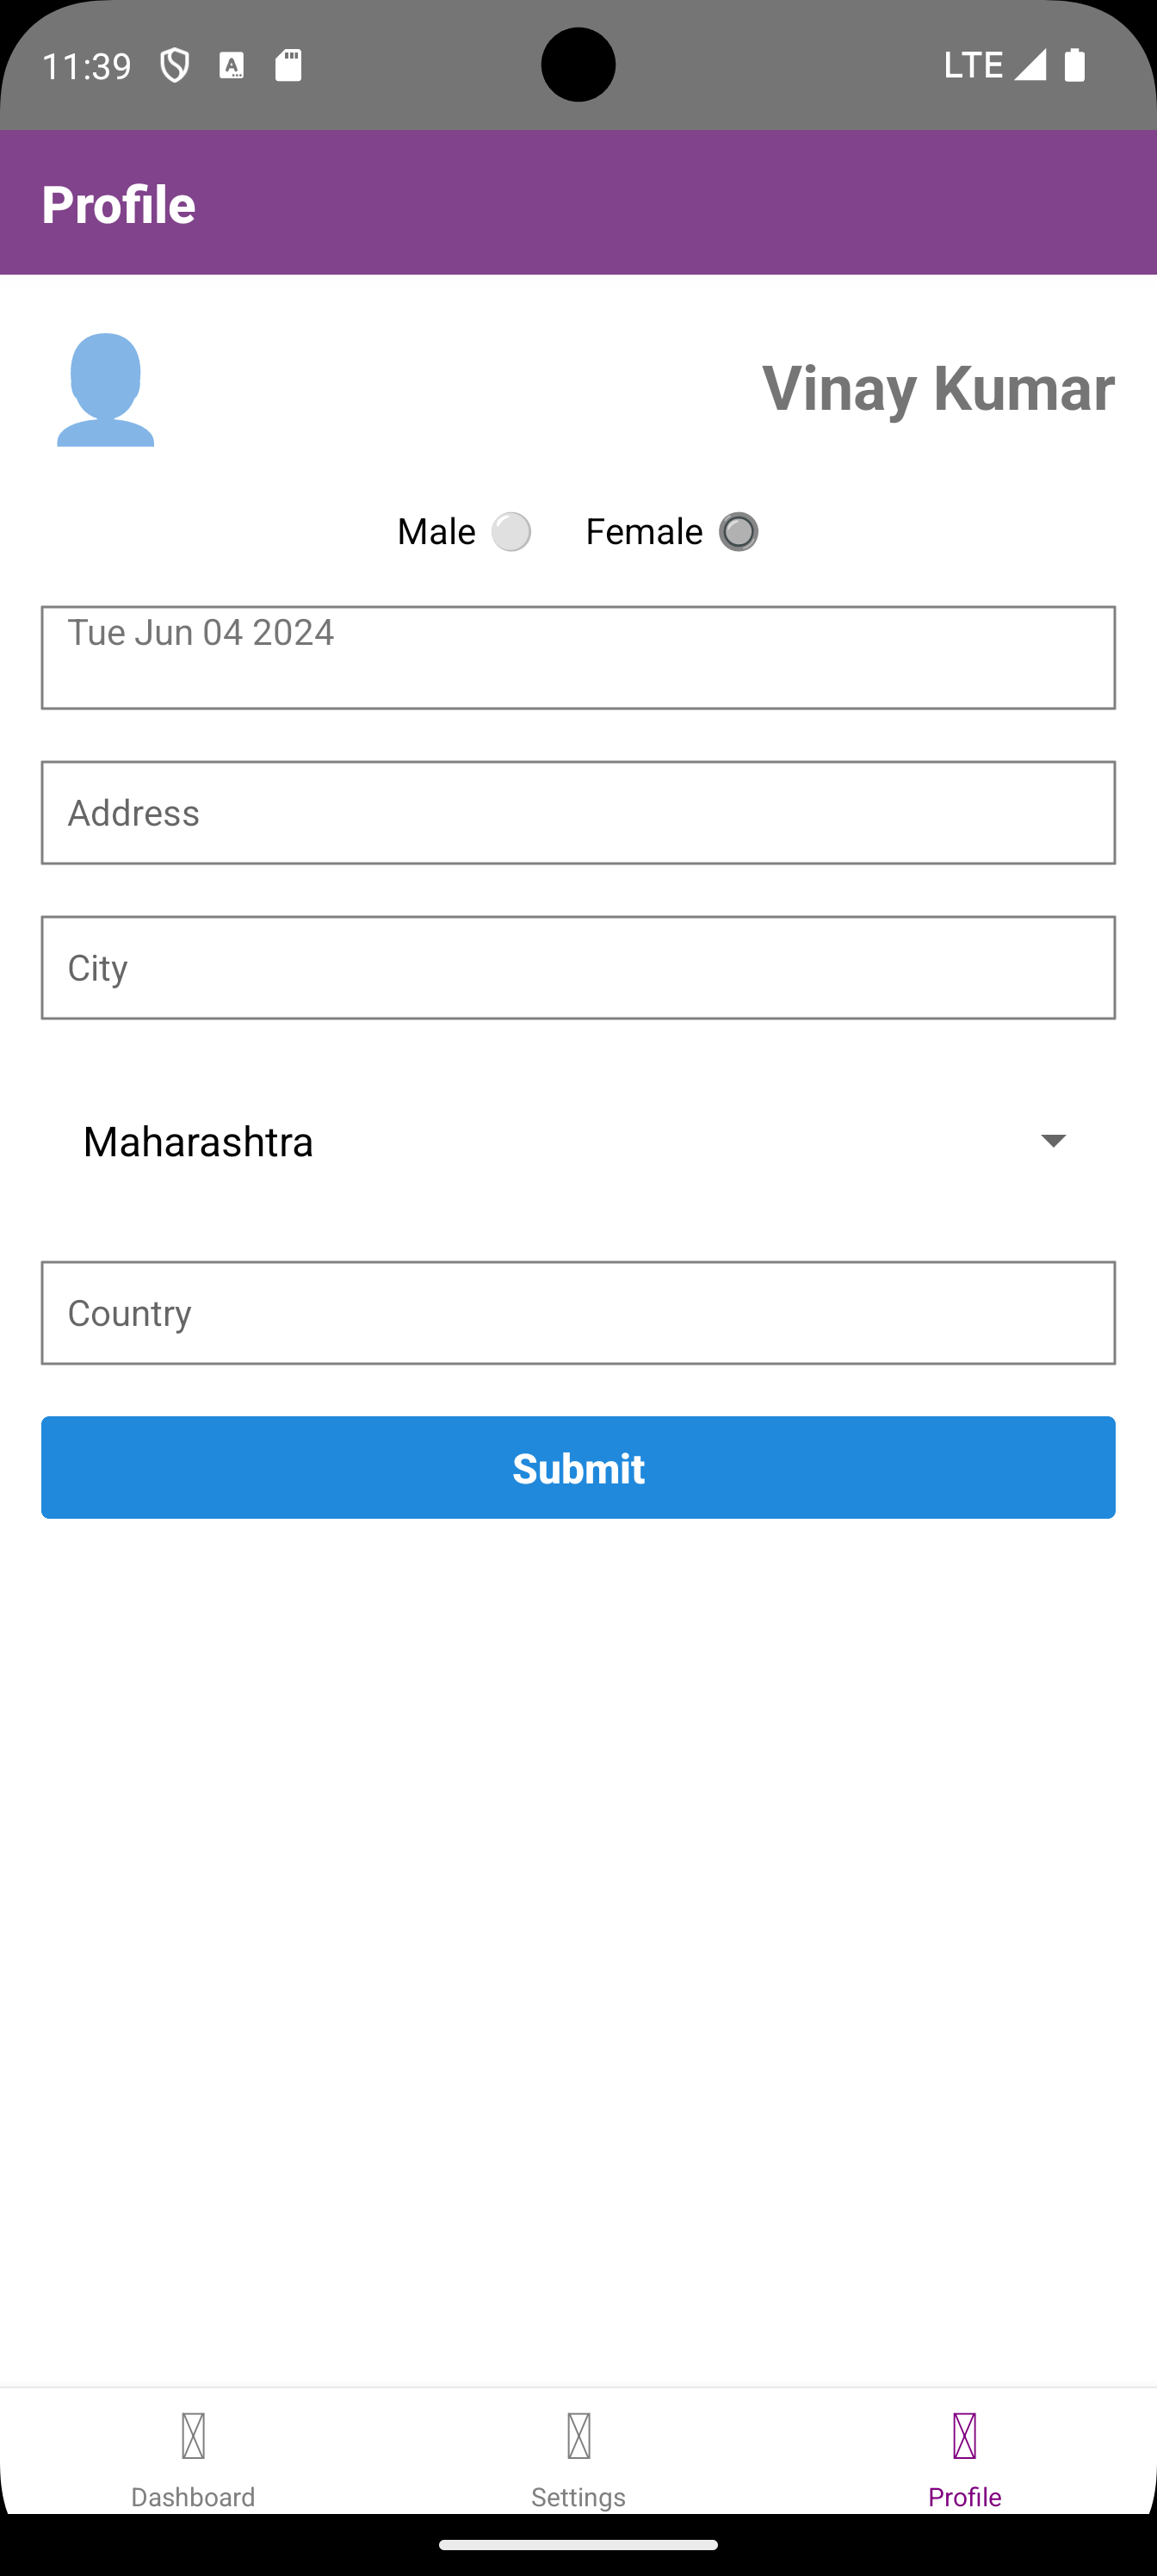 11:39 LTE
Profile
Vinay Kumar
Male Female
Tue Jun 04 2024
Address
City
Maharashtra
Country
Submit
Dashboard Settings Profile